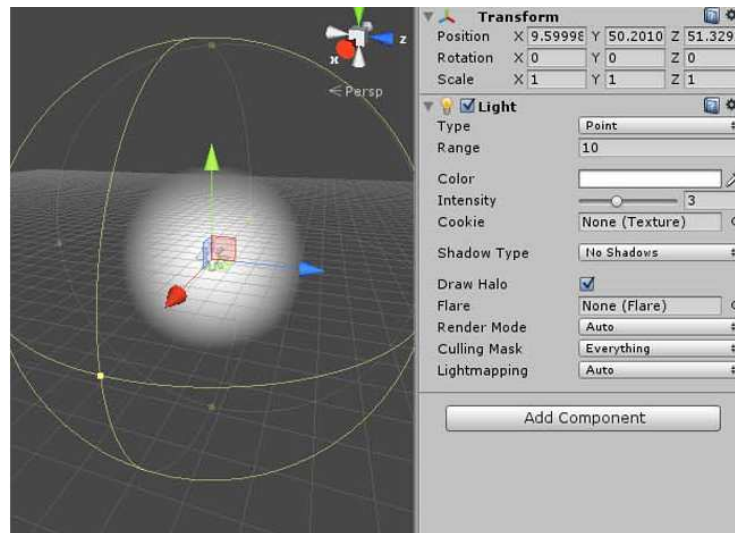 Transform
Position X 9.59998 Y 50.2010 Z 51.329
Rotation X 0 Y 0 Z 0
Scale X 1 Y 1 Z 1
Light
Type Point
Range 10
Color
Intensity 3
Cookie None (Texture)
Shadow Type No Shadows
Draw Halo
Flare None (Flare)
Render Mode Auto
Culling Mask Everything
Lightmapping Auto
Add Component
z
x
Persp